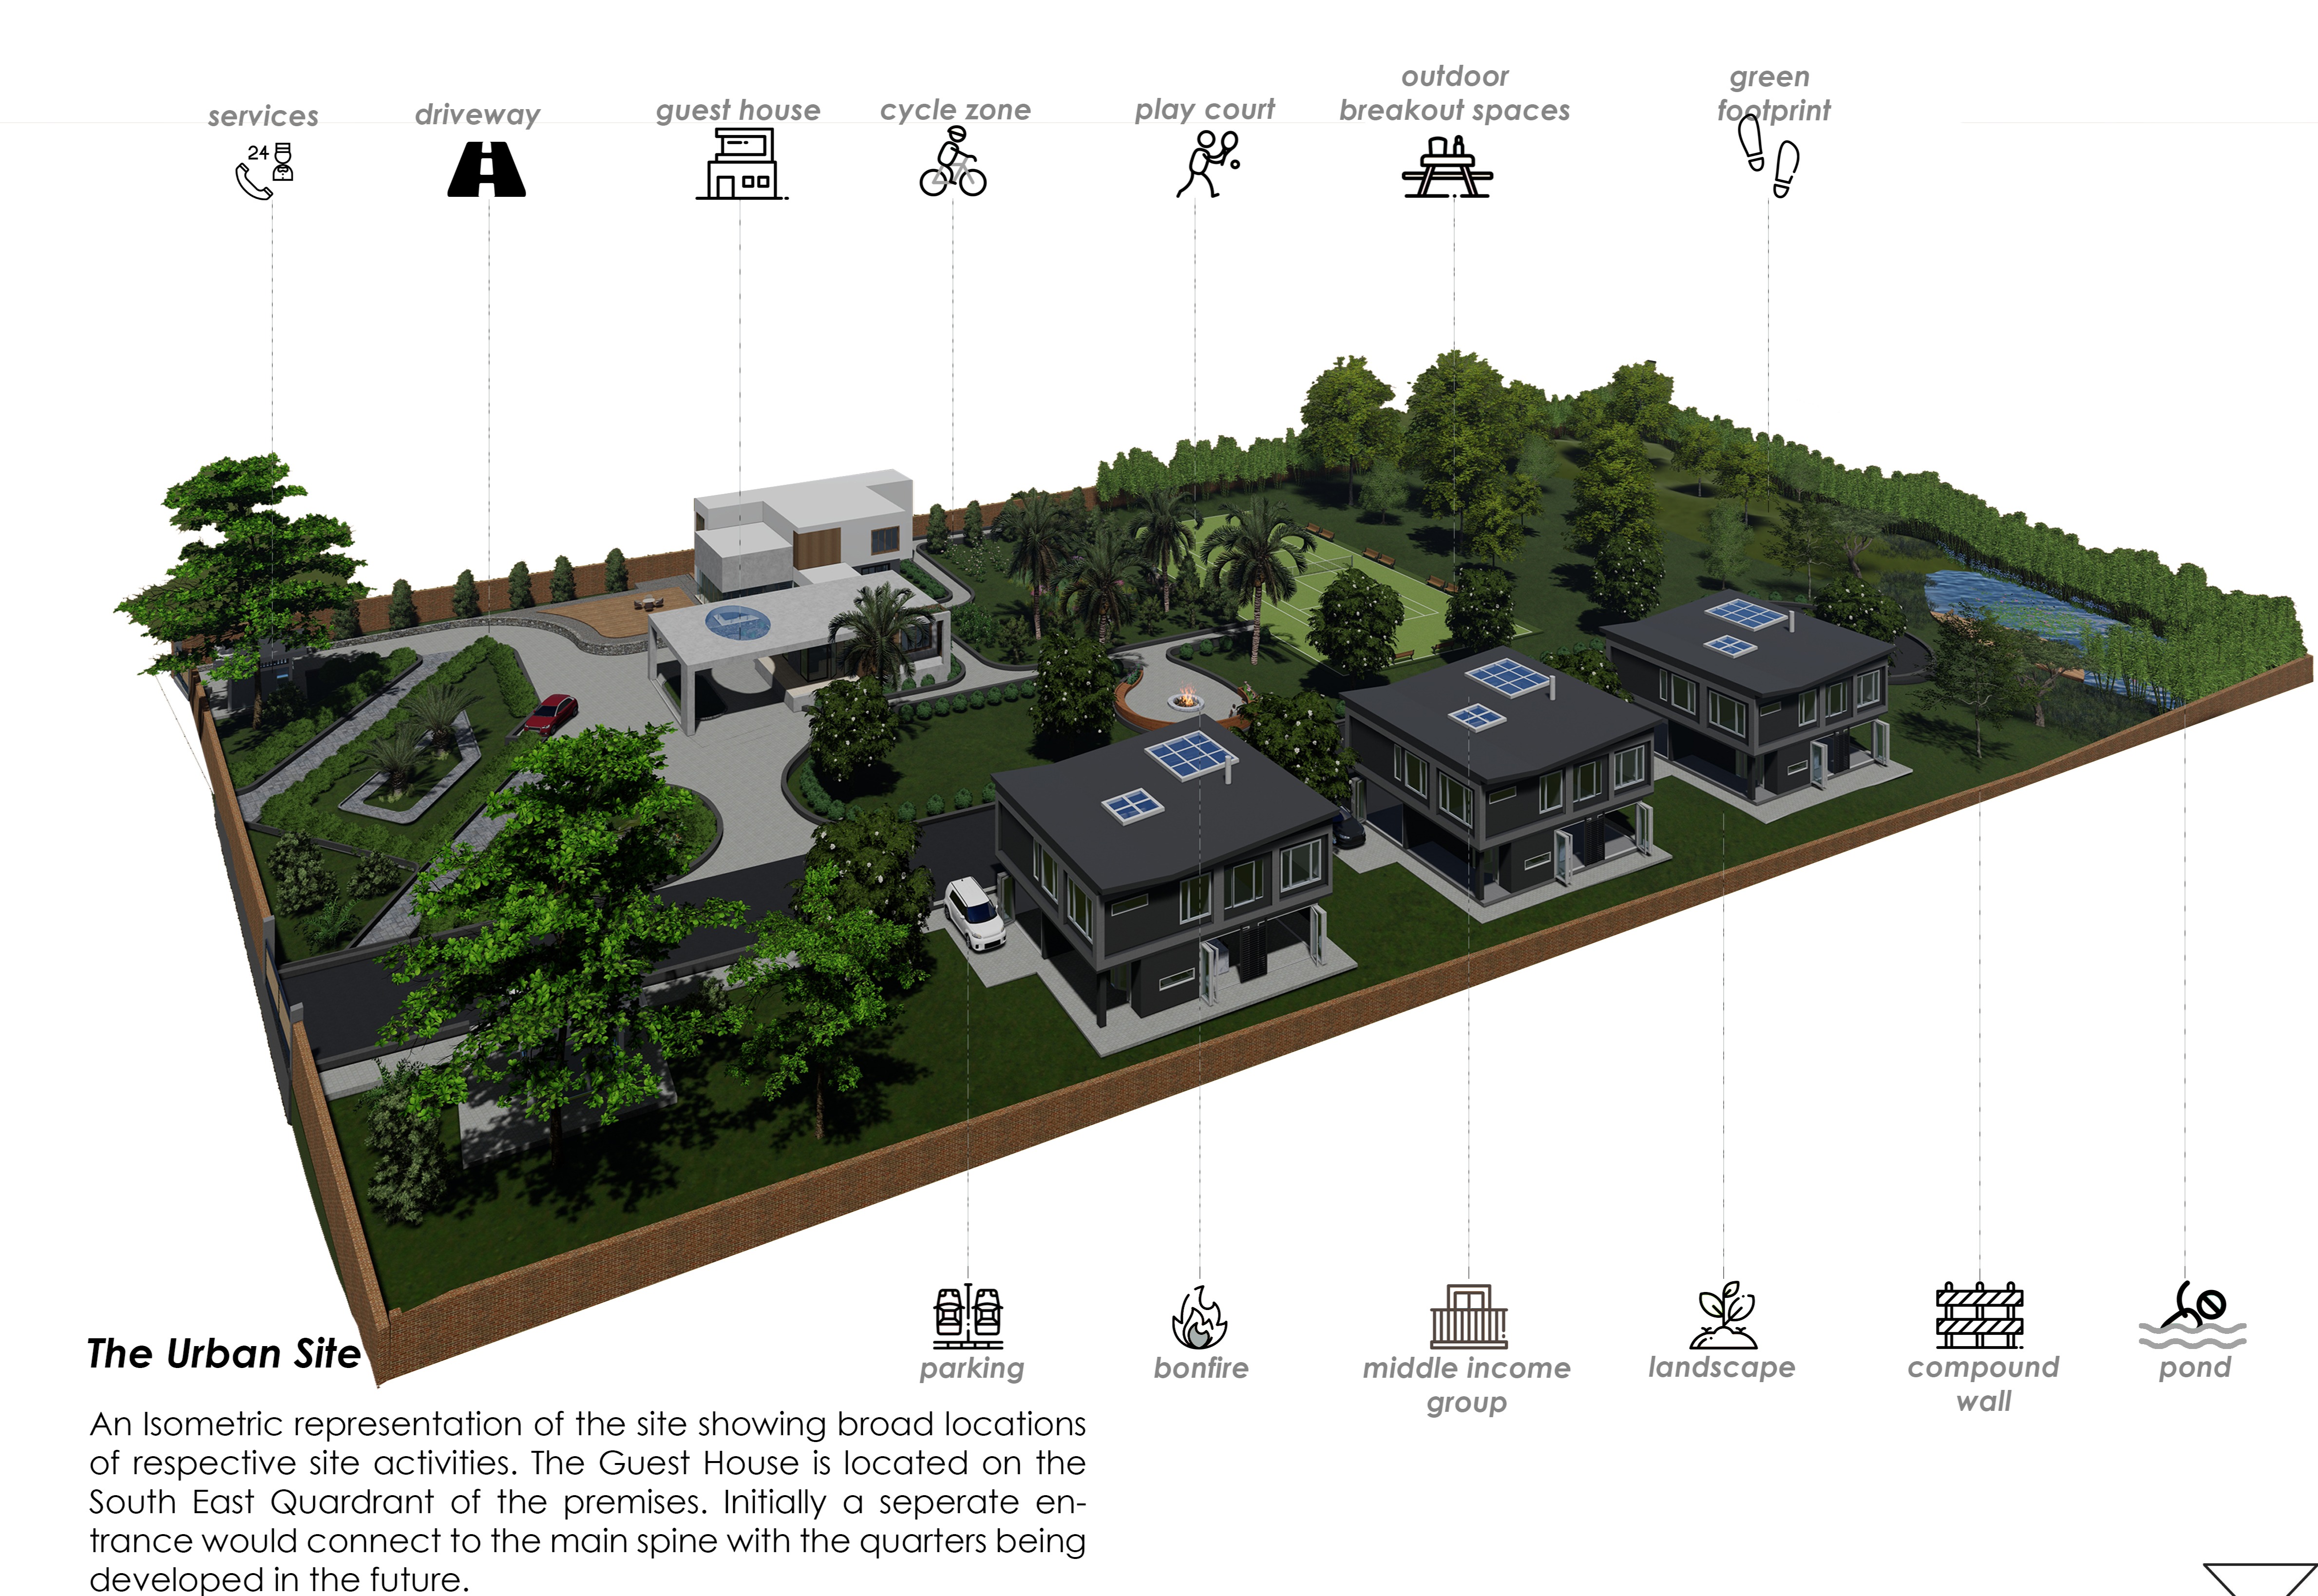 services
driveway
guest house
cycle zone
play court
outdoor
breakout spaces
green
footprint
24
The Urban Site
An Isometric representation of the site showing broad locations
of respective site activities. The Guest House is located on the
South East Quardrant of the premises. Initially a seperate en-
trance would connect to the main spine with the quarters being
developed in the future.
parking
bonfire
middle income
group
landscape
compound
wall
pond